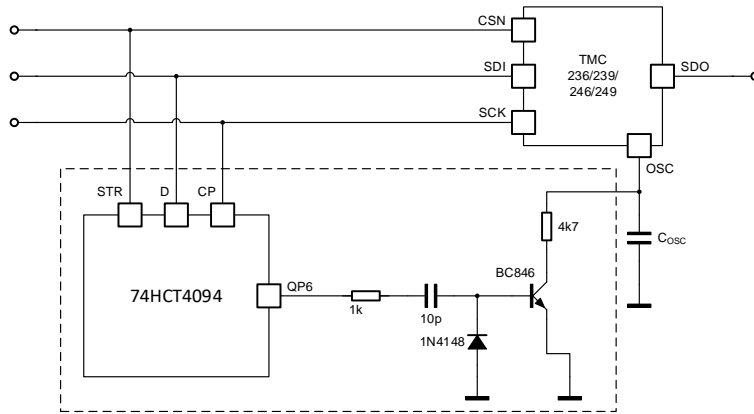 CSN
SDI
SCK
TMC
236/239/
246/249
SDO
OSC
STR
D
CP
4k7
COSC
74HCT4094
QP6
1k
10p
BC846
1N4148